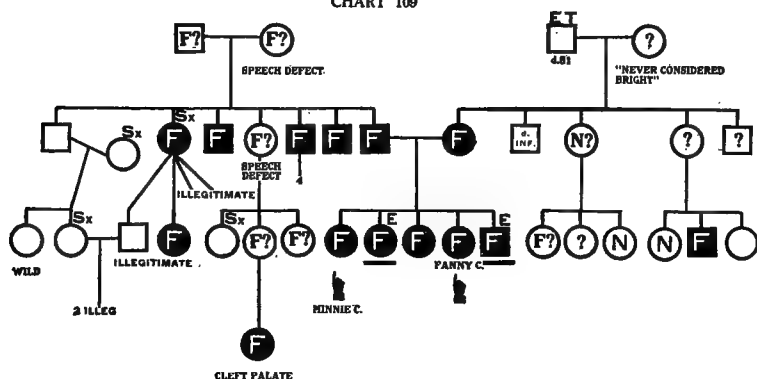 CHART 109
E T
F? F? ?
SPEECH DEFECT. d.81 "NEVER CONSIDERED
BRIGHT"
Sx Sx F F F? F F F F d.
INF. N? ? ?
SPEECH
DEFECT 4
ILLEGITIMATE
Sx Sx E E
F F? F? F F F F F F? ? N N F
WILD ILLEGITIMATE. FANNY C.
2 ILLEG MINNIE C.
F
CLEFT PALATE